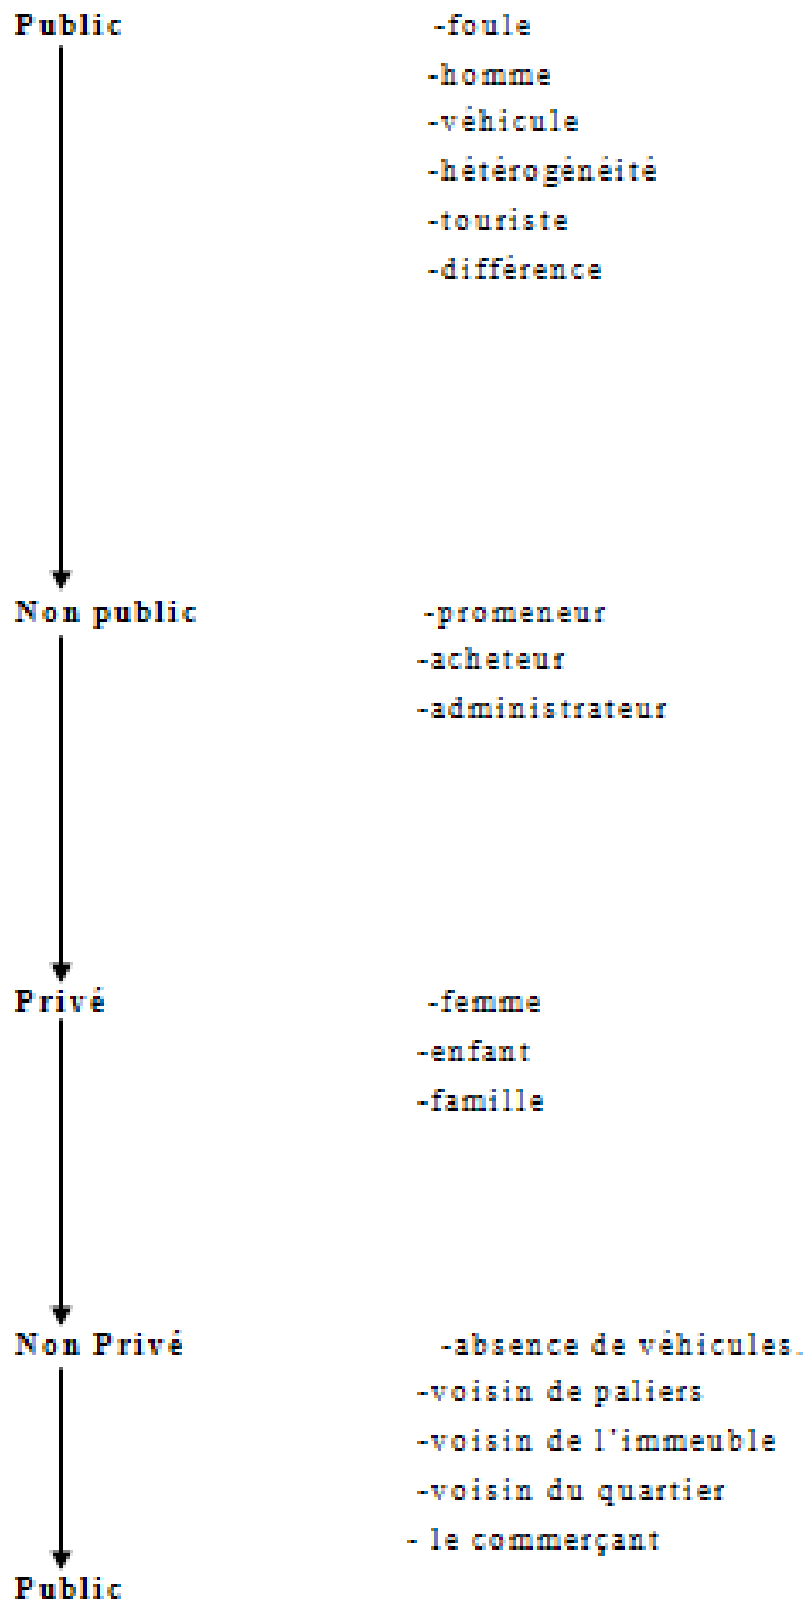 Public -foule
-homme
-véhicule
-hétérogénéité
-touriste
-différence
Non public -promeneur
-acheteur
-administrateur
Privé -femme
-enfant
-famille
Non Privé -absence de véhicules.
-voisin de paliers
-voisin de l'immeuble
-voisin du quartier
- le commerçant
Public